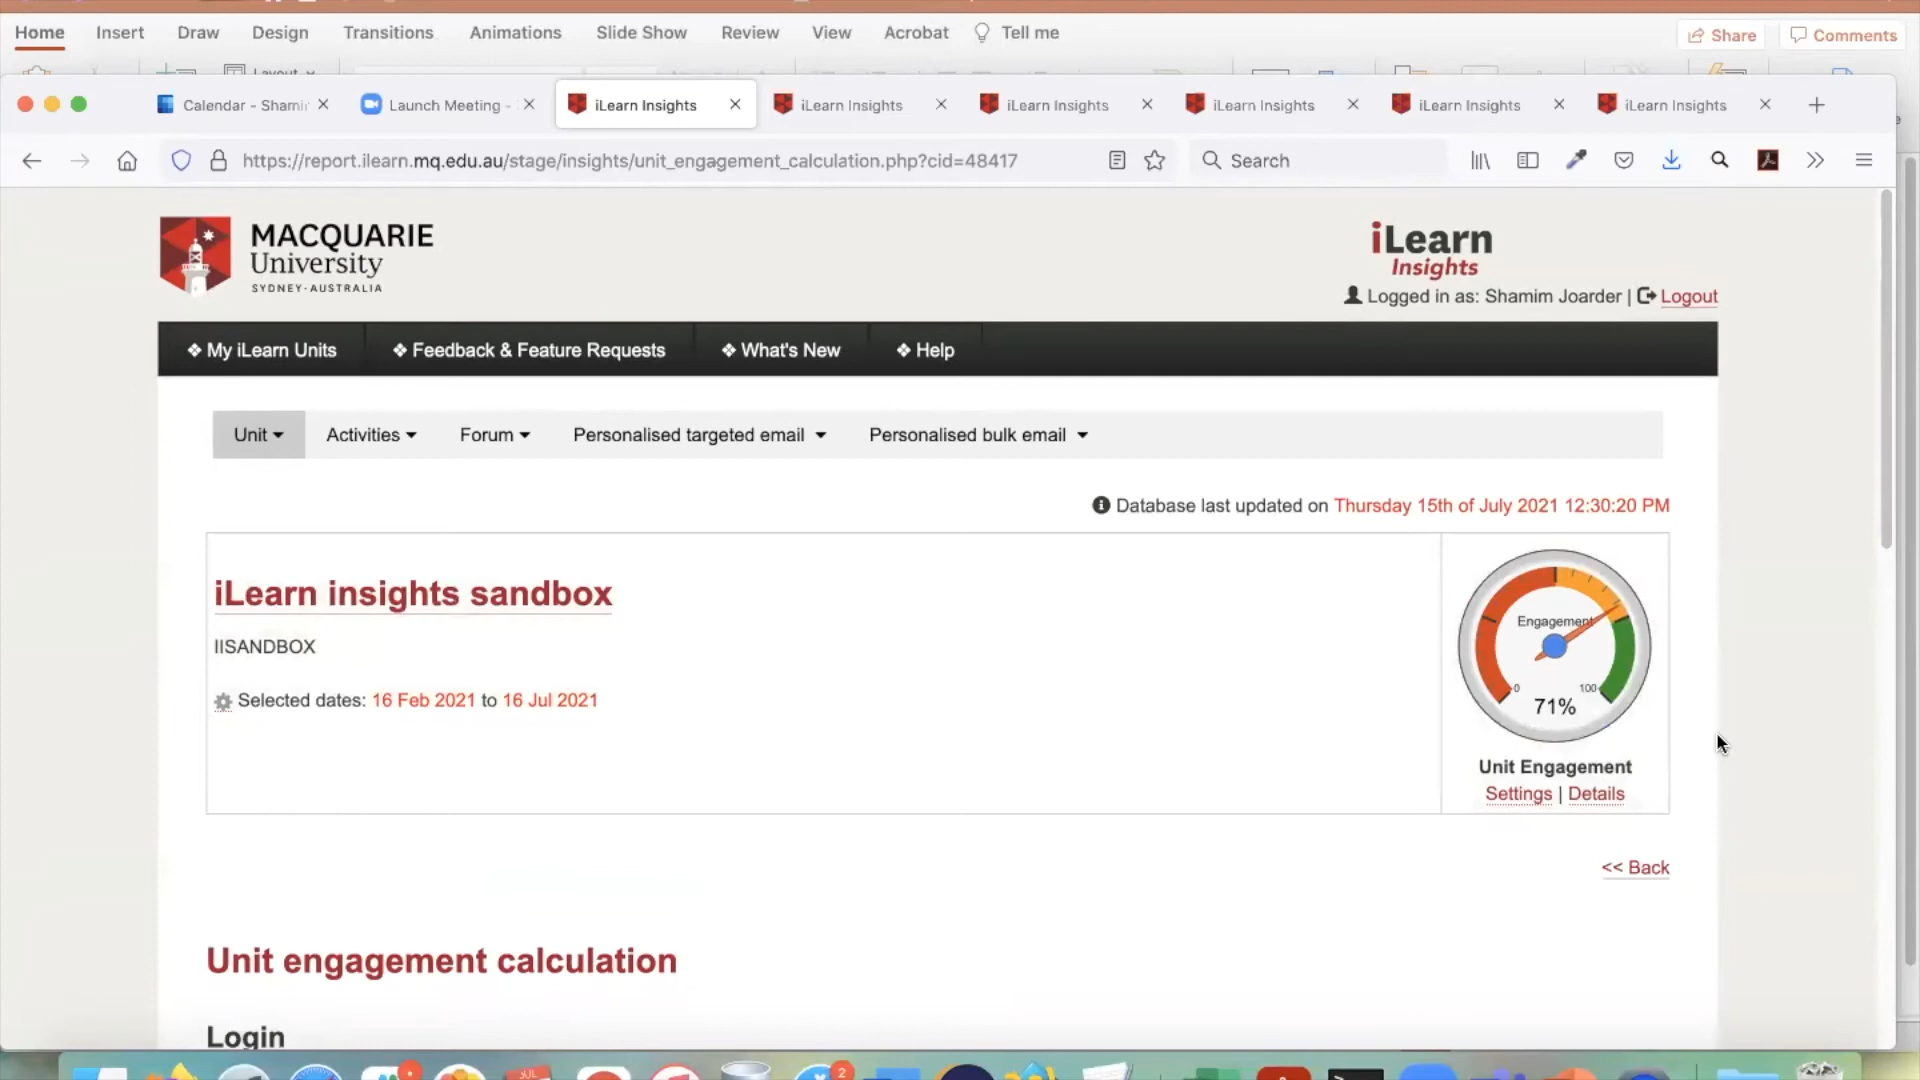 Home Insert Draw Design Transitions Animations Slide Show Review View Acrobat Tell me Share Comments
Layout
Calendar - Shami Launch Meeting - iLearn Insights iLearn Insights iLearn Insights iLearn Insights iLearn Insights iLearn Insights
https://report.ilearn.mq.edu.au/stage/insights/unit_engagement_calculation.php?cid=48417 Search
MACQUARIE
University
SYDNEY·AUSTRALIA
iLearn
Insights
Logged in as: Shamim Joarder | Logout
My iLearn Units Feedback & Feature Requests What's New Help
Unit Activities Forum Personalised targeted email Personalised bulk email
Database last updated on Thursday 15th of July 2021 12:30:20 PM
iLearn insights sandbox
IISANDBOX
Selected dates: 16 Feb 2021 to 16 Jul 2021
Engagement
0 100
71%
Unit Engagement
Settings | Details
<< Back
Unit engagement calculation
Login
JUL
2